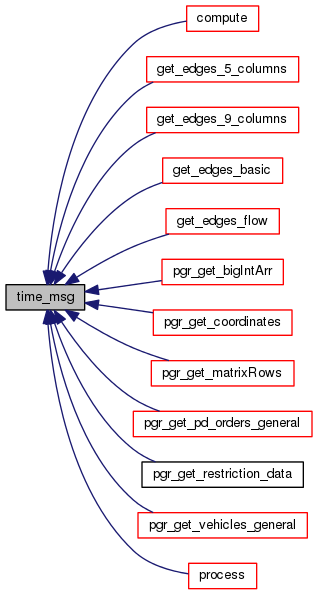 compute
get_edges_5_columns
get_edges_9_columns
get_edges_basic
get_edges_flow
pgr_get_bigIntArr
time_msg
pgr_get_coordinates
pgr_get_matrixRows
pgr_get_pd_orders_general
pgr_get_restriction_data
pgr_get_vehicles_general
process